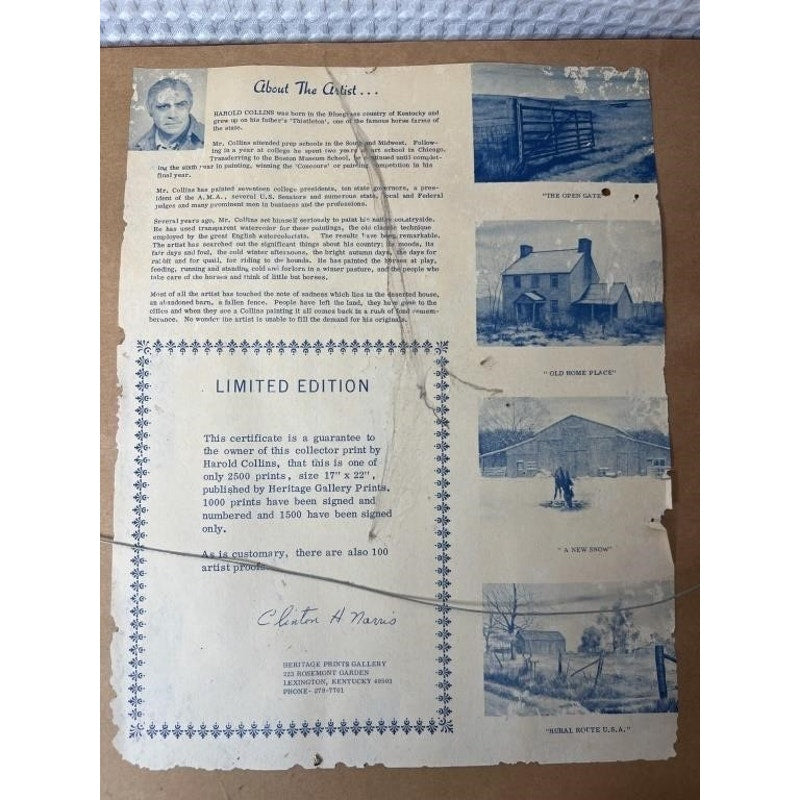 About The Artist...
HAROLD COLLINS was born in the Bluegrass country of Kentucky and
grew up on his father's 'Thistleton', one of the famous horse farms of
the state.
Mr. Collins attended prep schools in the South and Midwest. Follow-
ing in a year at college he spent two years art school in Chicago.
Transferring to the Boston Museum School, he continued until complet-
ing the sixth year in painting, winning the 'Concours' or painting competition in his
final year.
Mr. Collins has painted seventeen college presidents, ten state governors, a pres-
ident of the A.M.A., several U.S. Senators and numerous state, local and Federal
judges and many prominent men in business and the professions.
Several years ago, Mr. Collins set himself seriously to paint his native countryside.
He has used transparent watercolor for these paintings, the old classic technique
employed by the great English watercolorists. The results have been remarkable.
The artist has searched out the significant things about his country: its moods, its
fair days and foul, the cold winter afternoons, the bright autumn days, the days for
rabbit and for quail, for riding to the hounds. He has painted the horses at play,
feeding, running and standing cold and forlorn in a winter pasture, and the people who
take care of the horses and think of little but horses.
Most of all the artist has touched the note of sadness which lies in the deserted house,
an abandoned barn, a fallen fence. People have left the land, they have gone to the
cities and when they see a Collins painting it all comes back in a rush of fond remem-
berance. No wonder the artist is unable to fill the demand for his originals.
LIMITED EDITION
This certificate is a guarantee to
the owner of this collector print by
Harold Collins, that this is one of
only 2500 prints, size 17" x 22",
published by Heritage Gallery Prints.
1000 prints have been signed and
numbered and 1500 have been signed
only.
As is customary, there are also 100
artist proofs.
Clinton H Narris
HERITAGE PRINTS GALLERY
223 ROSEMONT GARDEN
LEXINGTON, KENTUCKY 40503
PHONE- 278-7701
"THE OPEN GATE"
"OLD HOME PLACE"
"A NEW SNOW"
"RURAL ROUTE U.S.A."